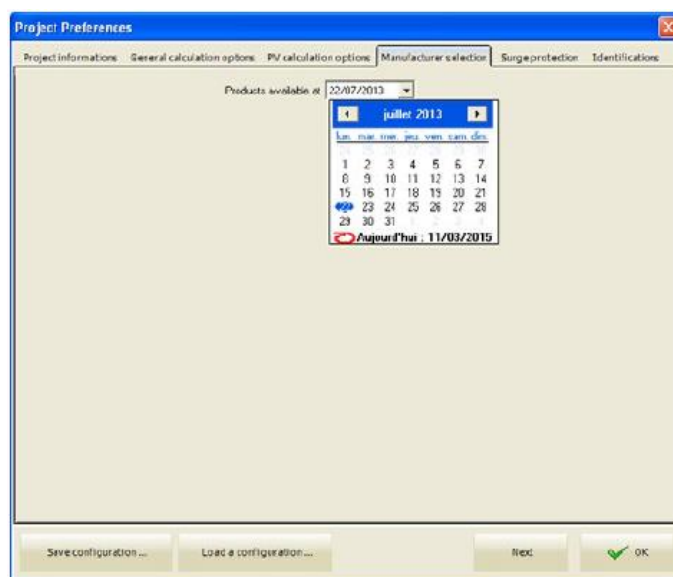 Project Preferences
Project informations General calculation options PV calculation options Manufacturer selection Surge protection Identifications
Products available at 22/07/2013
juillet 2013
lun. mar. mer. jeu. ven. sam. dim.
1 2 3 4 5 6 7
8 9 10 11 12 13 14
15 16 17 18 19 20 21
22 23 24 25 26 27 28
29 30 31
Aujourd'hui : 11/03/2015
Save configuration ... Load a configuration ... Next OK